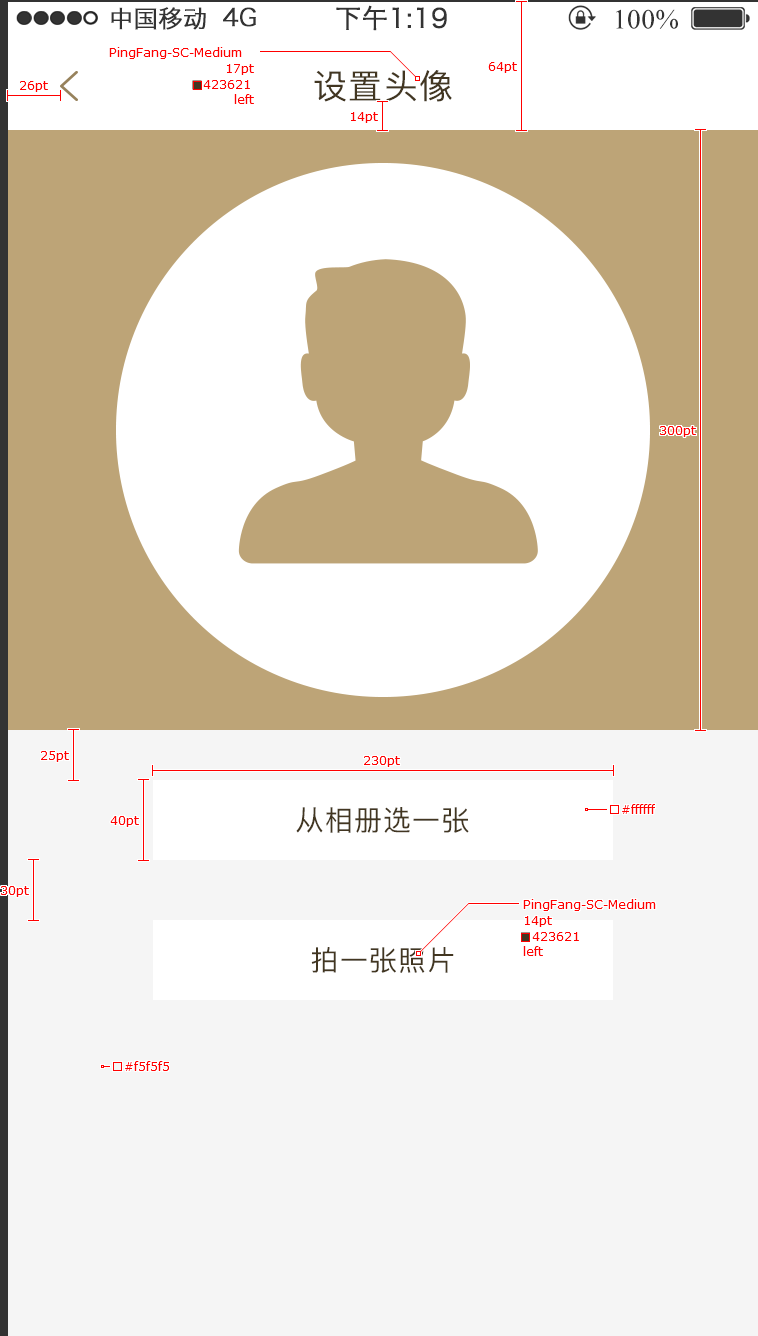 中国移动 4G 下午1:19 100%
PingFang-SC-Medium
17pt
423621
left
设置头像
64pt
26pt
14pt
300pt
25pt
230pt
40pt
从相册选一张
#ffffff
30pt
PingFang-SC-Medium
14pt
423621
left
拍一张照片
#f5f5f5